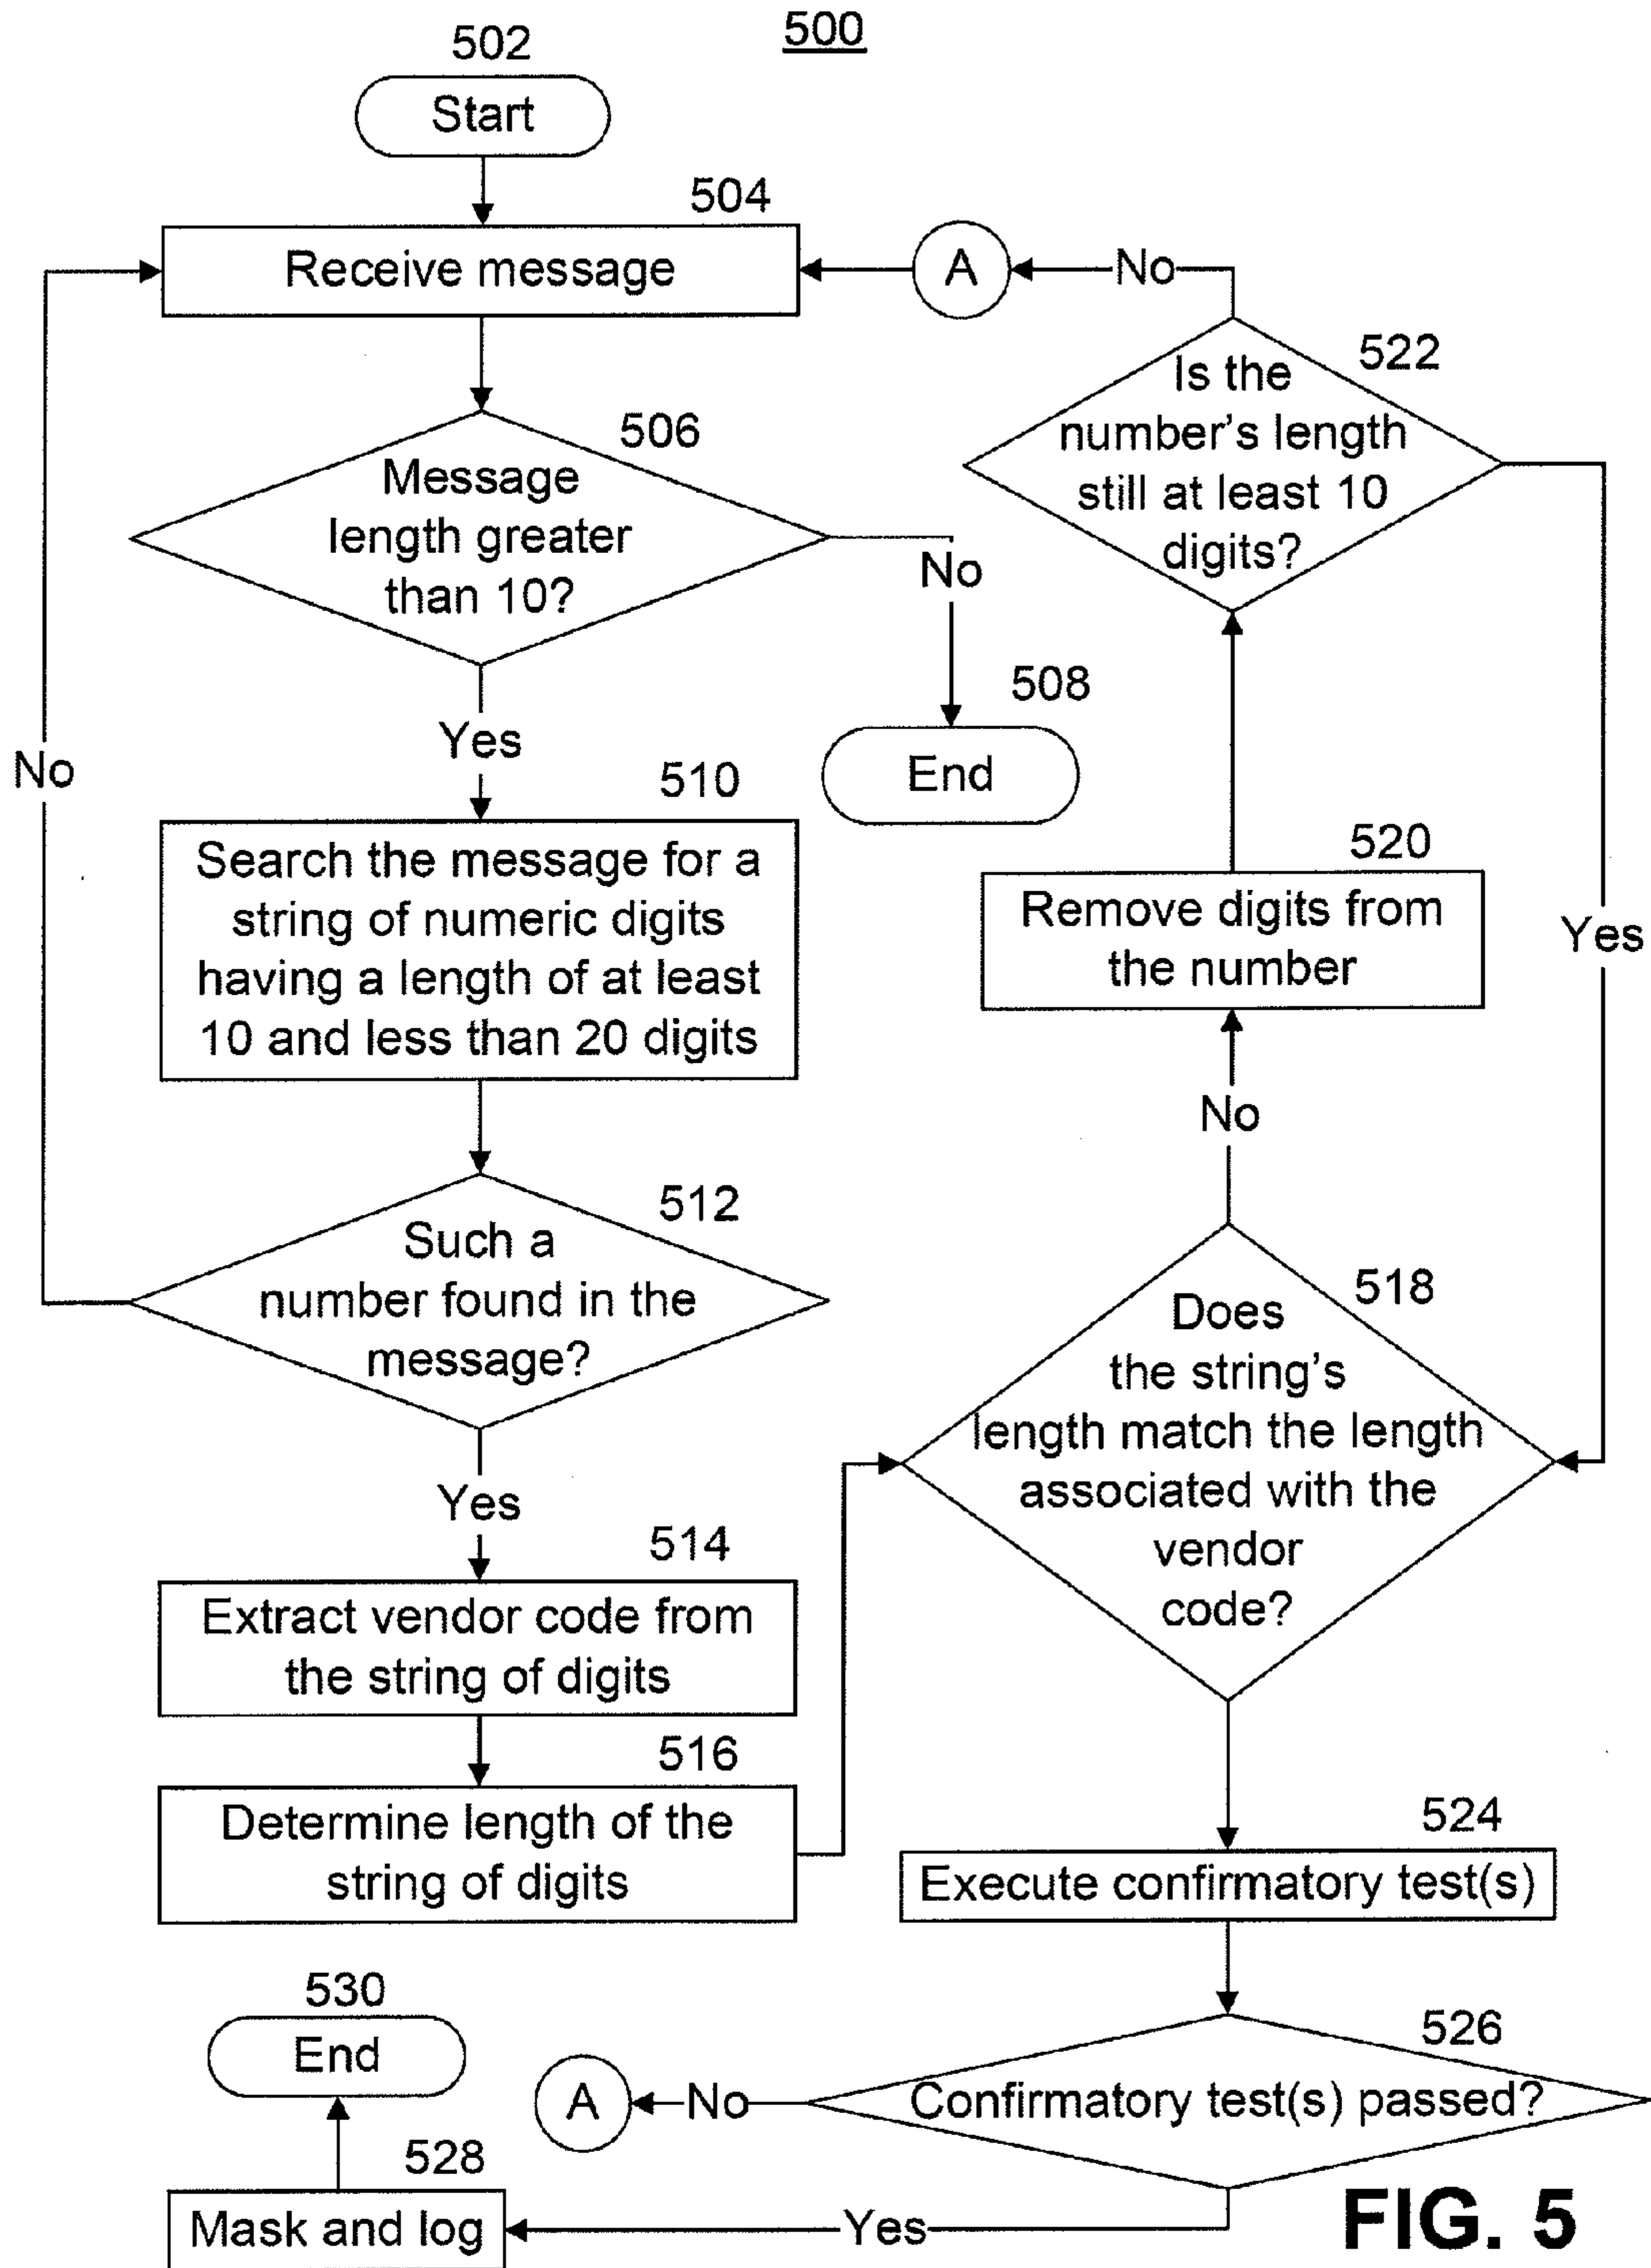 500
502
Start
504
Receive message
A
No
522
Is the
number's length
still at least 10
digits?
506
Message
length greater
than 10?
No
508
End
Yes
No
510
Search the message for a
string of numeric digits
having a length of at least
10 and less than 20 digits
520
Remove digits from
the number
Yes
No
512
Such a
number found in the
message?
518
Does
the string's
length match the length
associated with the
vendor
code?
Yes
514
Extract vendor code from
the string of digits
516
Determine length of the
string of digits
524
Execute confirmatory test(s)
530
End
526
Confirmatory test(s) passed?
No
A
528
Mask and log
Yes
FIG. 5